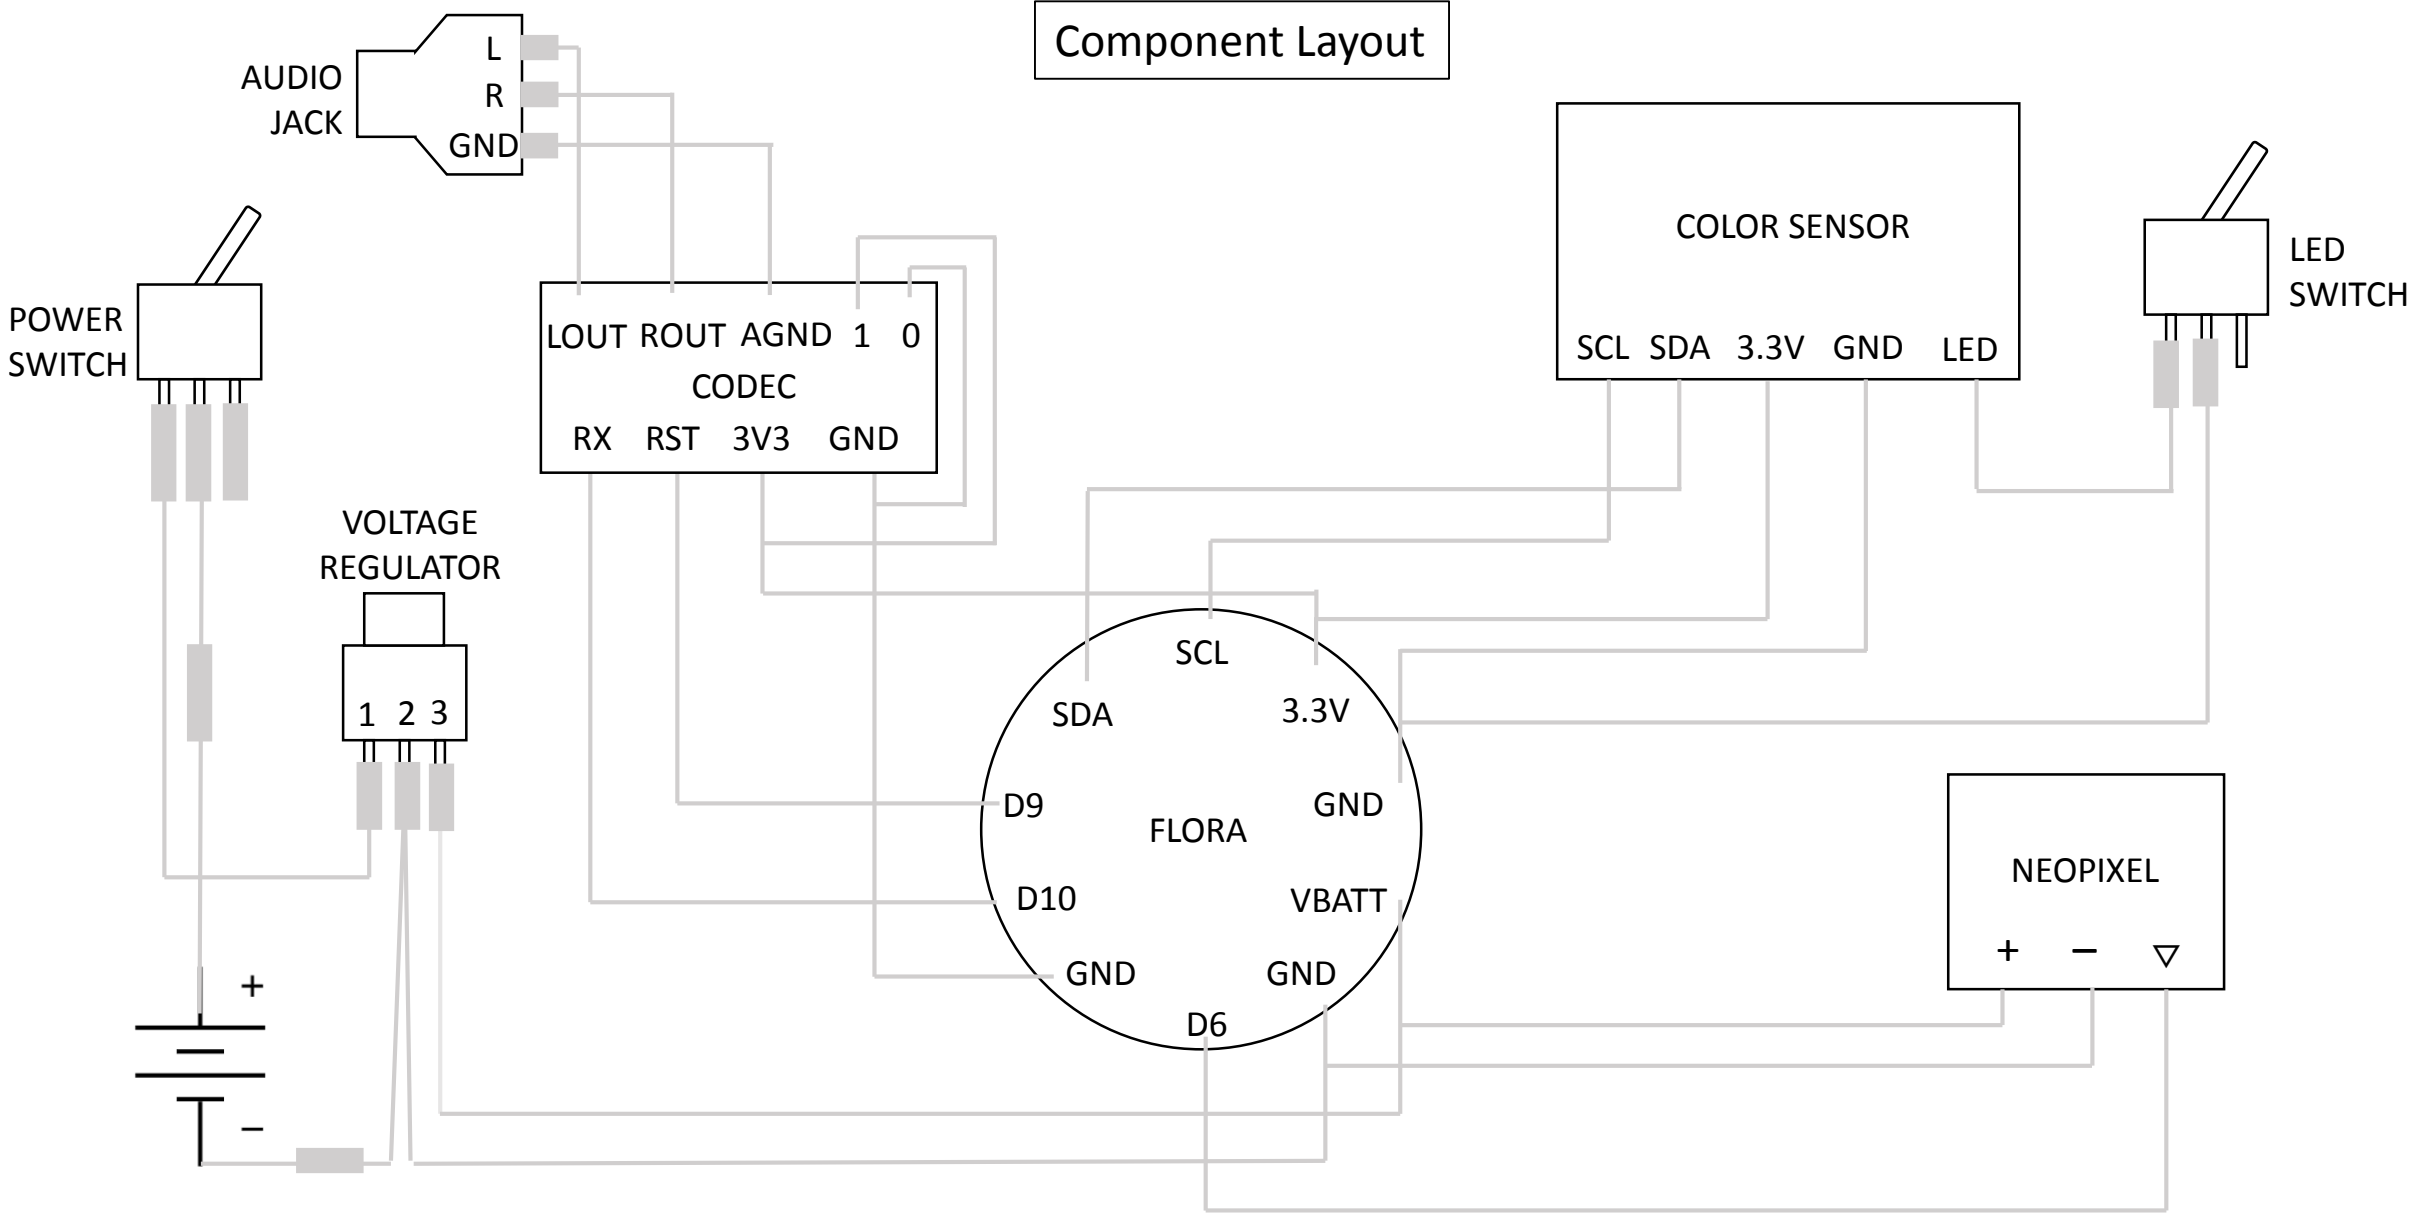 Component Layout
AUDIO
JACK
L
R
GND
POWER
SWITCH
LOUT ROUT AGND 1 0
CODEC
RX RST 3V3 GND
COLOR SENSOR
SCL SDA 3.3V GND LED
LED
SWITCH
VOLTAGE
REGULATOR
1 2 3
SCL
SDA
3.3V
D9
GND
FLORA
D10
VBATT
GND
GND
D6
NEOPIXEL
+ − ▽
+
−